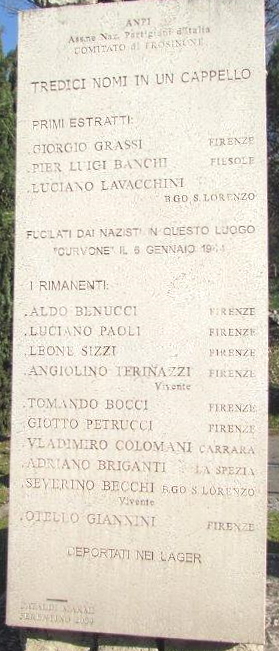 ANPI
Ass.ne Naz. Partigiani d'Italia
COMITATO di FROSINONE
TREDICI NOMI IN UN CAPPELLO
PRIMI ESTRATTI:
.GIORGIO GRASSI FIRENZE
.PIER LUIGI BANCHI FIESOLE
.LUCIANO LAVACCHINI
B.GO S.LORENZO
FUCILATI DAI NAZISTI IN QUESTO LUOGO
"CURVONE" IL 6 GENNAIO 1944
I RIMANENTI:
.ALDO BENUCCI FIRENZE
.LUCIANO PAOLI FIRENZE
.LEONE SIZZI FIRENZE
.ANGIOLINO FIRENZE
Vivente
.TOMANDO BOCCI FIRENZE
.GIOTTO PETRUCCI FIRENZE
.VLADIMIRO COLOMANI CARRARA
.ADRIANO BRIGANTI LA SPEZIA
.SEVERINO BECCHI B.GO S.LORENZO
Vivente
.OTELLO GIANNINI FIRENZE
DEPORTATI NEI LAGER
FERENTINO